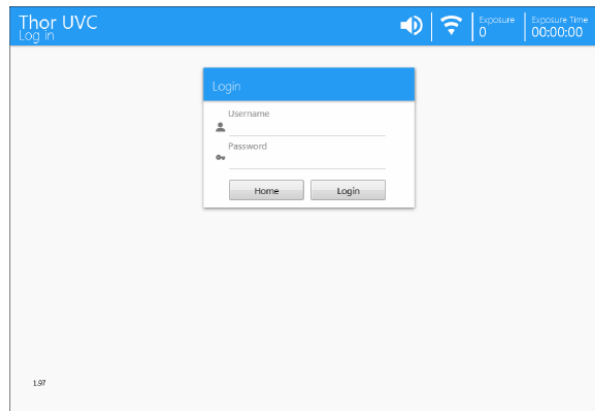 Thor UVC
Log in
Exposure
0
Exposure Time
00:00:00
Login
Username
Password
Home Login
1.97